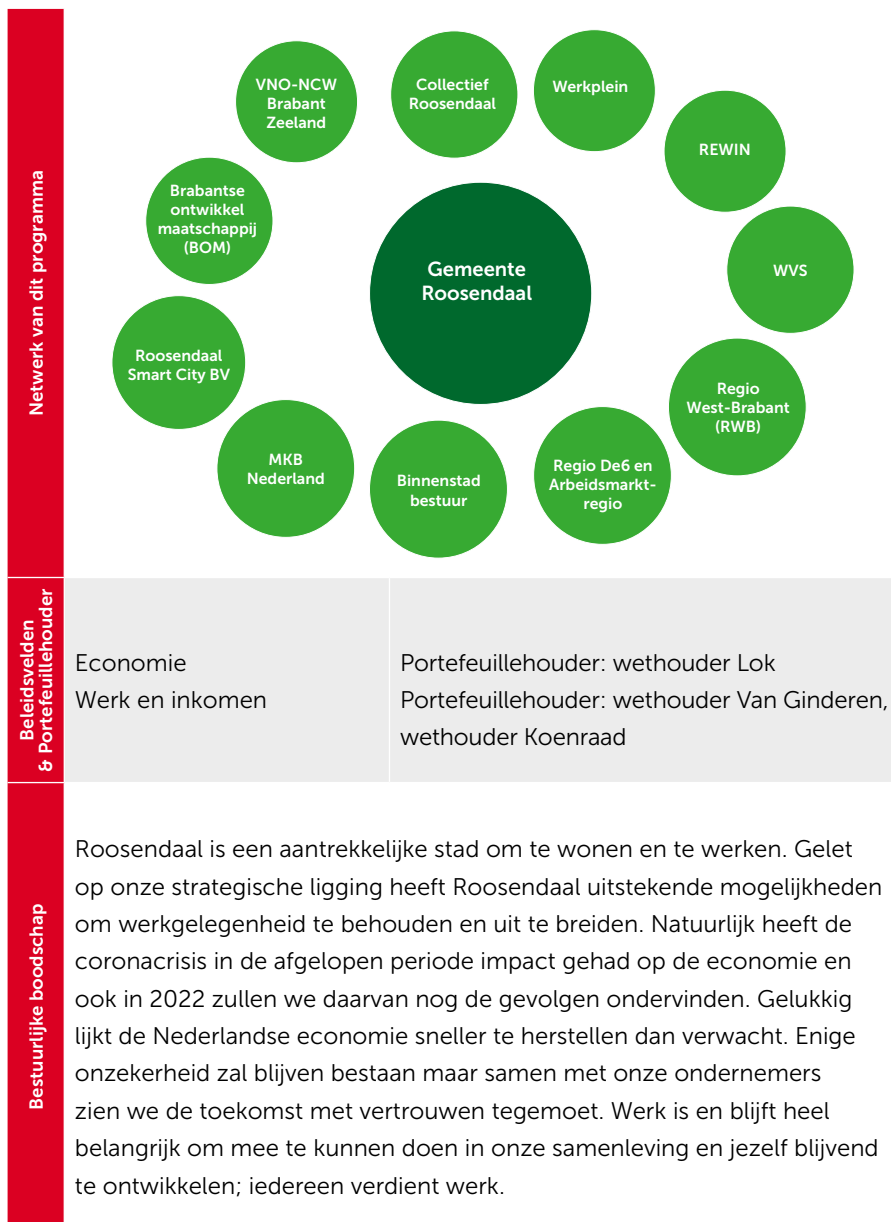 Netwerk van dit programma
VNO-NCW
Brabant
Zeeland
Collectief
Roosendaal
Werkplein
REWIN
WVS
Regio
West-Brabant
(RWB)
Regio De6 en
Arbeidsmarkt-
regio
Binnenstad
bestuur
MKB
Nederland
Roosendaal
Smart City BV
Brabantse
ontwikkel
maatschappij
(BOM)
Gemeente
Roosendaal
Beleidsvelden
& Portefeuillehouder
Economie
Portefeuillehouder: wethouder Lok
Werk en inkomen
Portefeuillehouder: wethouder Van Ginderen,
wethouder Koenraad
Bestuurlijke boodschap
Roosendaal is een aantrekkelijke stad om te wonen en te werken. Gelet
op onze strategische ligging heeft Roosendaal uitstekende mogelijkheden
om werkgelegenheid te behouden en uit te breiden. Natuurlijk heeft de
coronacrisis in de afgelopen periode impact gehad op de economie en
ook in 2022 zullen we daarvan nog de gevolgen ondervinden. Gelukkig
lijkt de Nederlandse economie sneller te herstellen dan verwacht. Enige
onzekerheid zal blijven bestaan maar samen met onze ondernemers
zien we de toekomst met vertrouwen tegemoet. Werk is en blijft heel
belangrijk om mee te kunnen doen in onze samenleving en jezelf blijvend
te ontwikkelen; iedereen verdient werk.